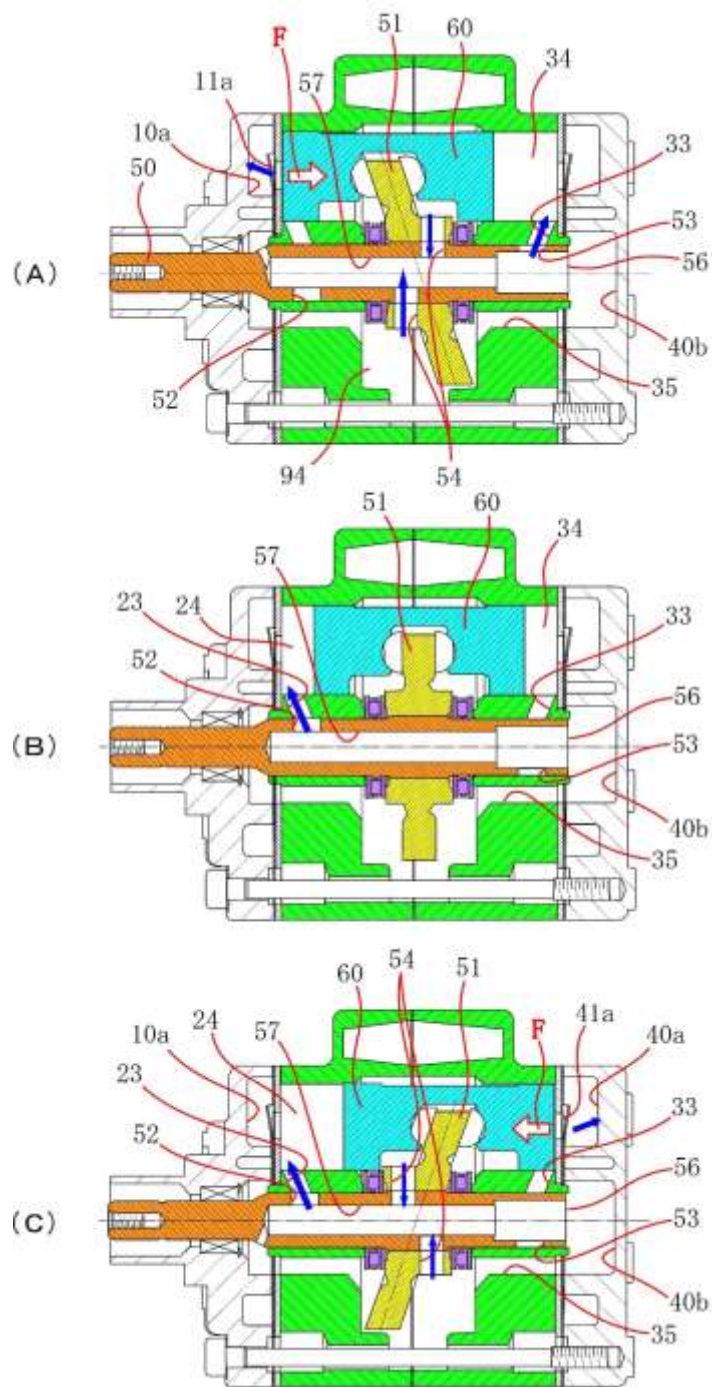 F 51 60 34
57
11a
10a 33
50 53
(A) 56
52 35 40b
94 54
51 60 34
57
23
24 33
52 56
(B) 53
40b
35
54 51
60 41a
24 57 F 40a
10a
23 33
52 56
(C) 53
40b
35